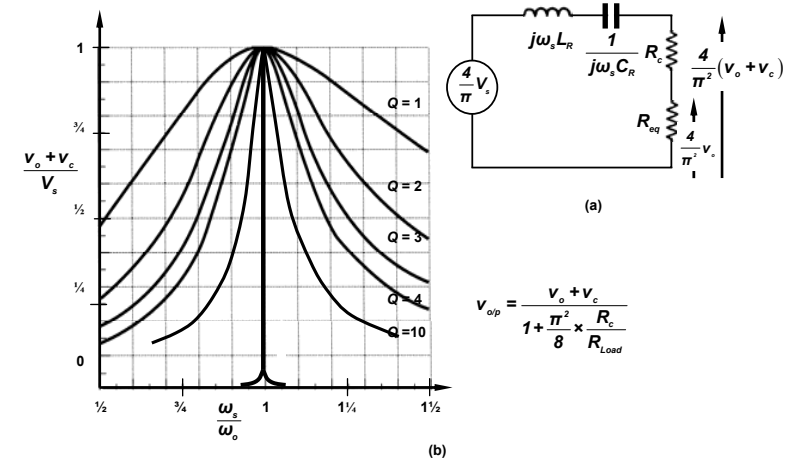 1
¾
½
¼
0
v_o + v_c
V_s
Q = 1
Q = 2
Q = 3
Q = 4
Q =10
½
¾
1
1¼
1½
ω_s
ω_o
(b)
jω_sL_R
1
jω_sC_R
R_c
R_eq
4
π
V_s
4
π²
(v_o + v_c)
4
π²
v_o
(a)
v_o/p = 
v_o + v_c
1+ π²/8 × R_c/R_Load